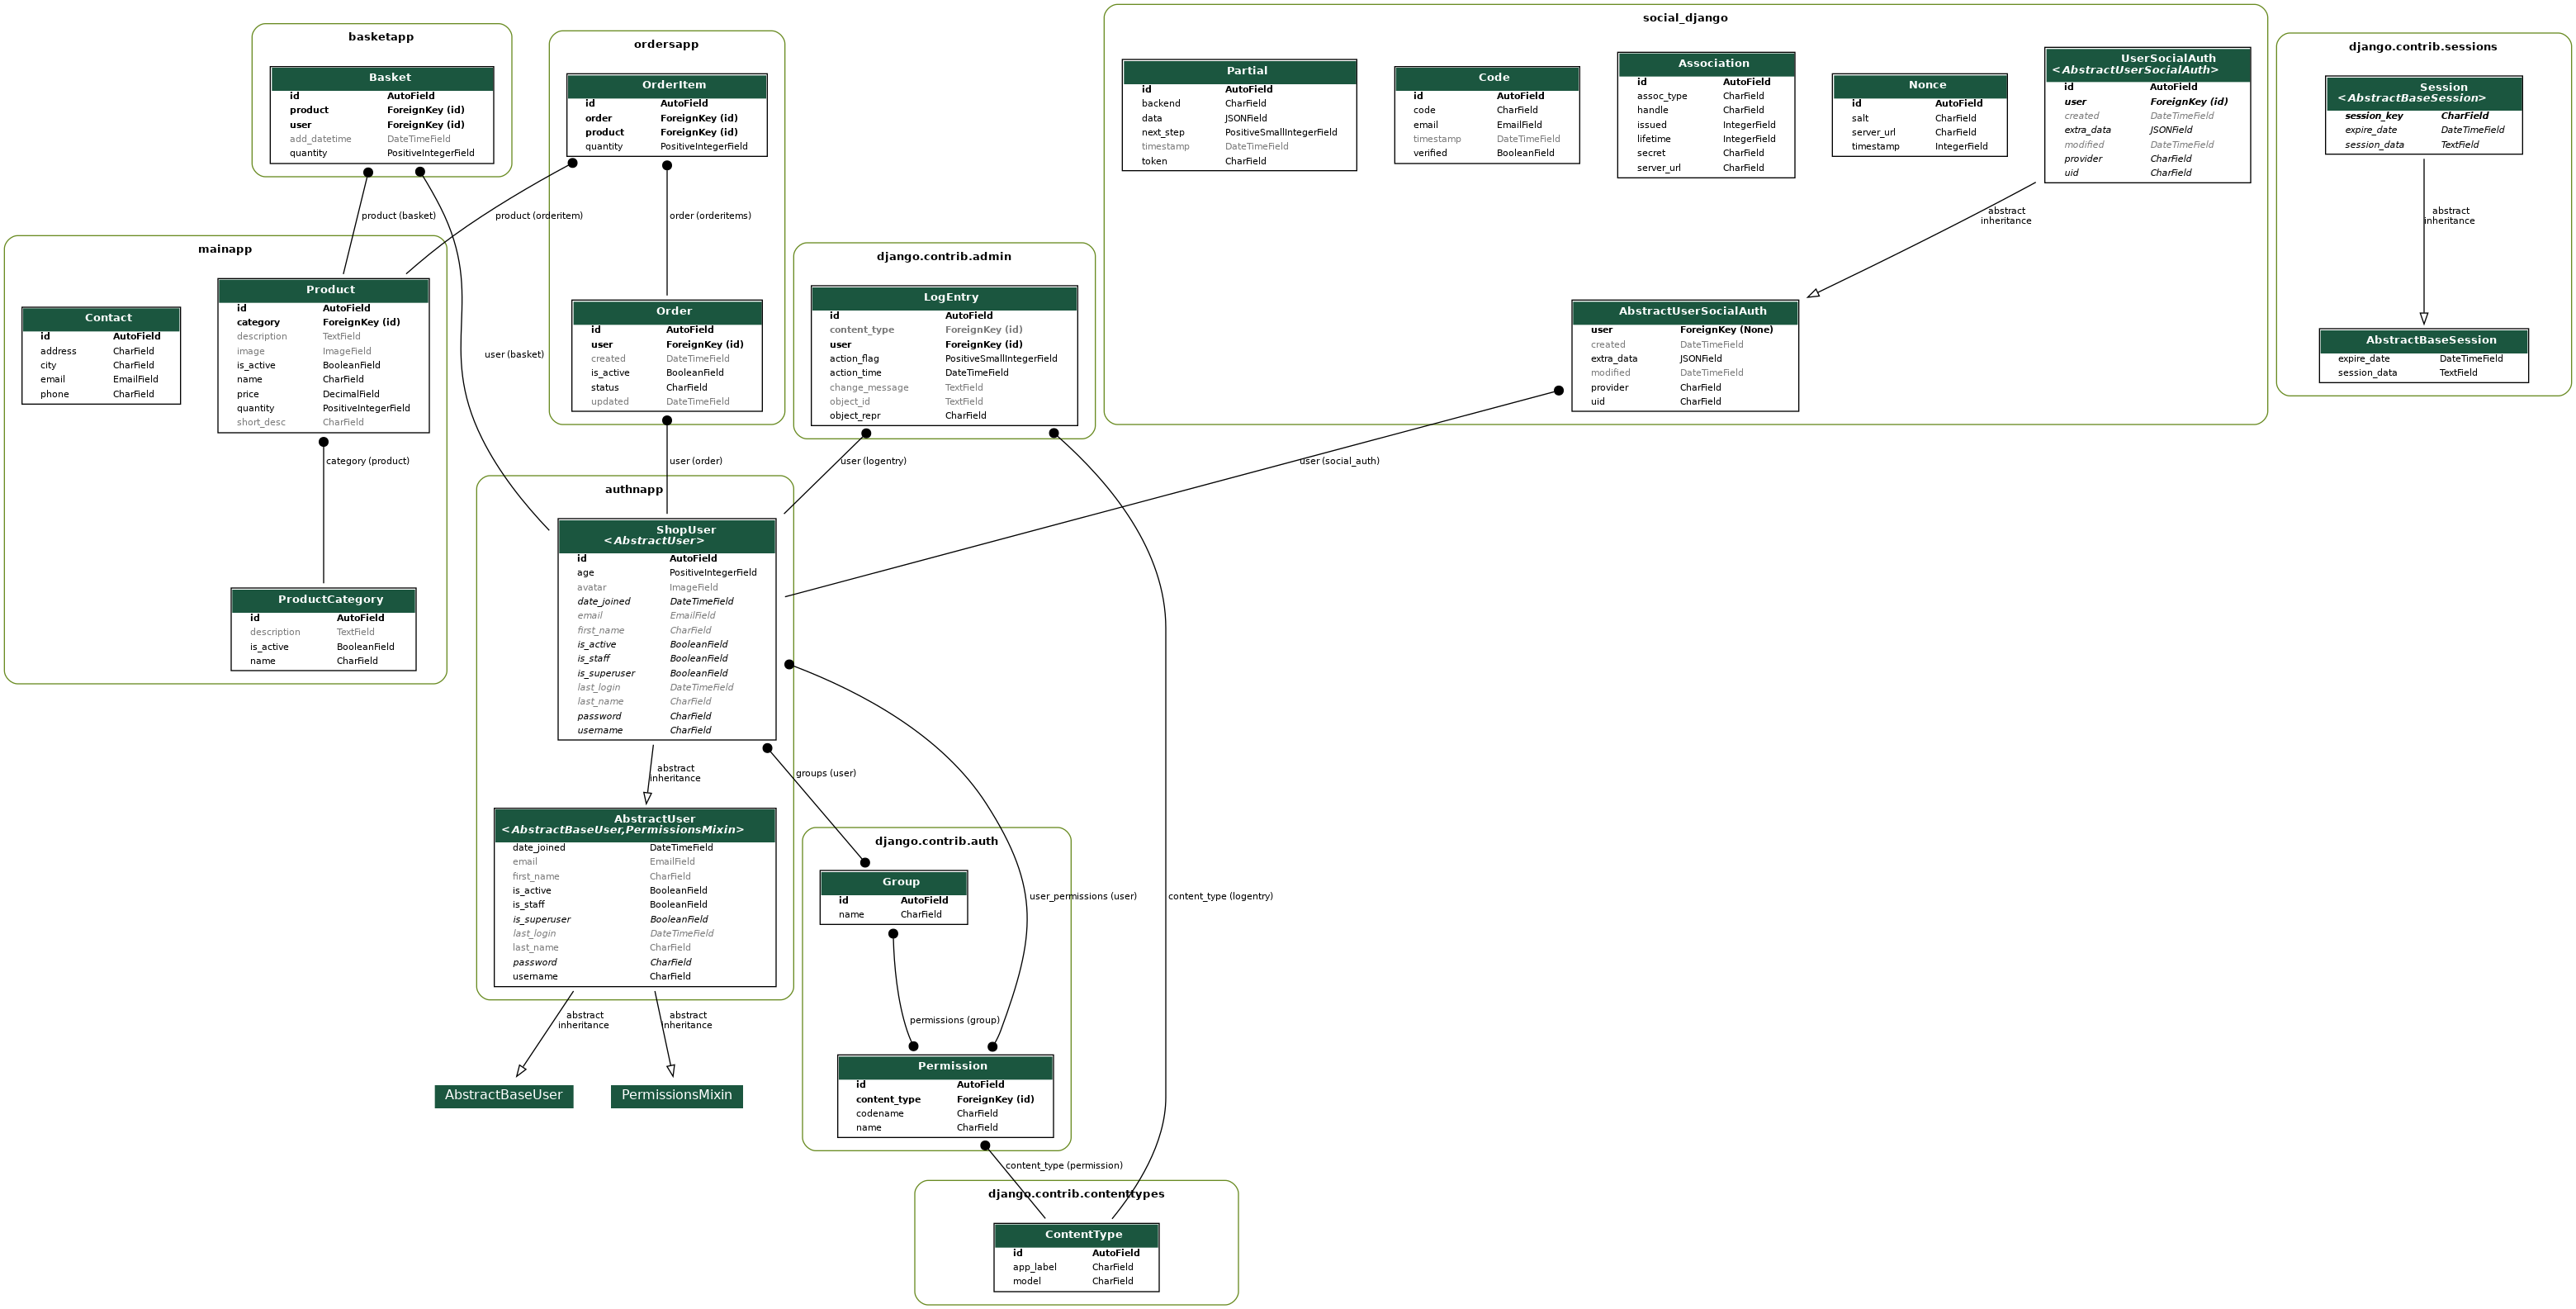 basketapp
Basket
id AutoField
product ForeignKey (id)
user ForeignKey (id)
add_datetime DateTimeField
quantity PositiveIntegerField
ordersapp
OrderItem
id AutoField
order ForeignKey (id)
product ForeignKey (id)
quantity PositiveIntegerField
social_django
Partial
id AutoField
backend CharField
data JSONField
next_step PositiveSmallIntegerField
timestamp DateTimeField
token CharField
Code
id AutoField
code CharField
email EmailField
timestamp DateTimeField
verified BooleanField
Association
id AutoField
assoc_type CharField
handle CharField
issued IntegerField
lifetime IntegerField
secret CharField
server_url CharField
Nonce
id AutoField
salt CharField
server_url CharField
timestamp IntegerField
UserSocialAuth
<AbstractUserSocialAuth>
id AutoField
user ForeignKey (id)
created DateTimeField
extra_data JSONField
modified DateTimeField
provider CharField
uid CharField
django.contrib.sessions
Session
<AbstractBaseSession>
session_key CharField
expire_date DateTimeField
session_data TextField
product (basket)
product (orderitem)
order (orderitems)
abstract
inheritance
abstract
inheritance
mainapp
Contact
id AutoField
address CharField
city CharField
email EmailField
phone CharField
Product
id AutoField
category ForeignKey (id)
description TextField
image ImageField
is_active BooleanField
name CharField
price DecimalField
quantity PositiveIntegerField
short_desc CharField
user (basket)
Order
id AutoField
user ForeignKey (id)
created DateTimeField
is_active BooleanField
status CharField
updated DateTimeField
django.contrib.admin
LogEntry
id AutoField
content_type ForeignKey (id)
user ForeignKey (id)
action_flag PositiveSmallIntegerField
action_time DateTimeField
change_message TextField
object_id TextField
object_repr CharField
AbstractUserSocialAuth
user ForeignKey (None)
created DateTimeField
extra_data JSONField
modified DateTimeField
provider CharField
uid CharField
AbstractBaseSession
expire_date DateTimeField
session_data TextField
category (product)
user (order)
user (logentry)
user (social_auth)
ProductCategory
id AutoField
description TextField
is_active BooleanField
name CharField
authnapp
ShopUser
<AbstractUser>
id AutoField
age PositiveIntegerField
avatar ImageField
date_joined DateTimeField
email EmailField
first_name CharField
is_active BooleanField
is_staff BooleanField
is_superuser BooleanField
last_login DateTimeField
last_name CharField
password CharField
username CharField
abstract
inheritance
groups (user)
AbstractUser
<AbstractBaseUser,PermissionsMixin>
date_joined DateTimeField
email EmailField
first_name CharField
is_active BooleanField
is_staff BooleanField
is_superuser BooleanField
last_login DateTimeField
last_name CharField
password CharField
username CharField
django.contrib.auth
Group
id AutoField
name CharField
user_permissions (user)
content_type (logentry)
abstract
inheritance
abstract
inheritance
permissions (group)
AbstractBaseUser
PermissionsMixin
Permission
id AutoField
content_type ForeignKey (id)
codename CharField
name CharField
content_type (permission)
django.contrib.contenttypes
ContentType
id AutoField
app_label CharField
model CharField